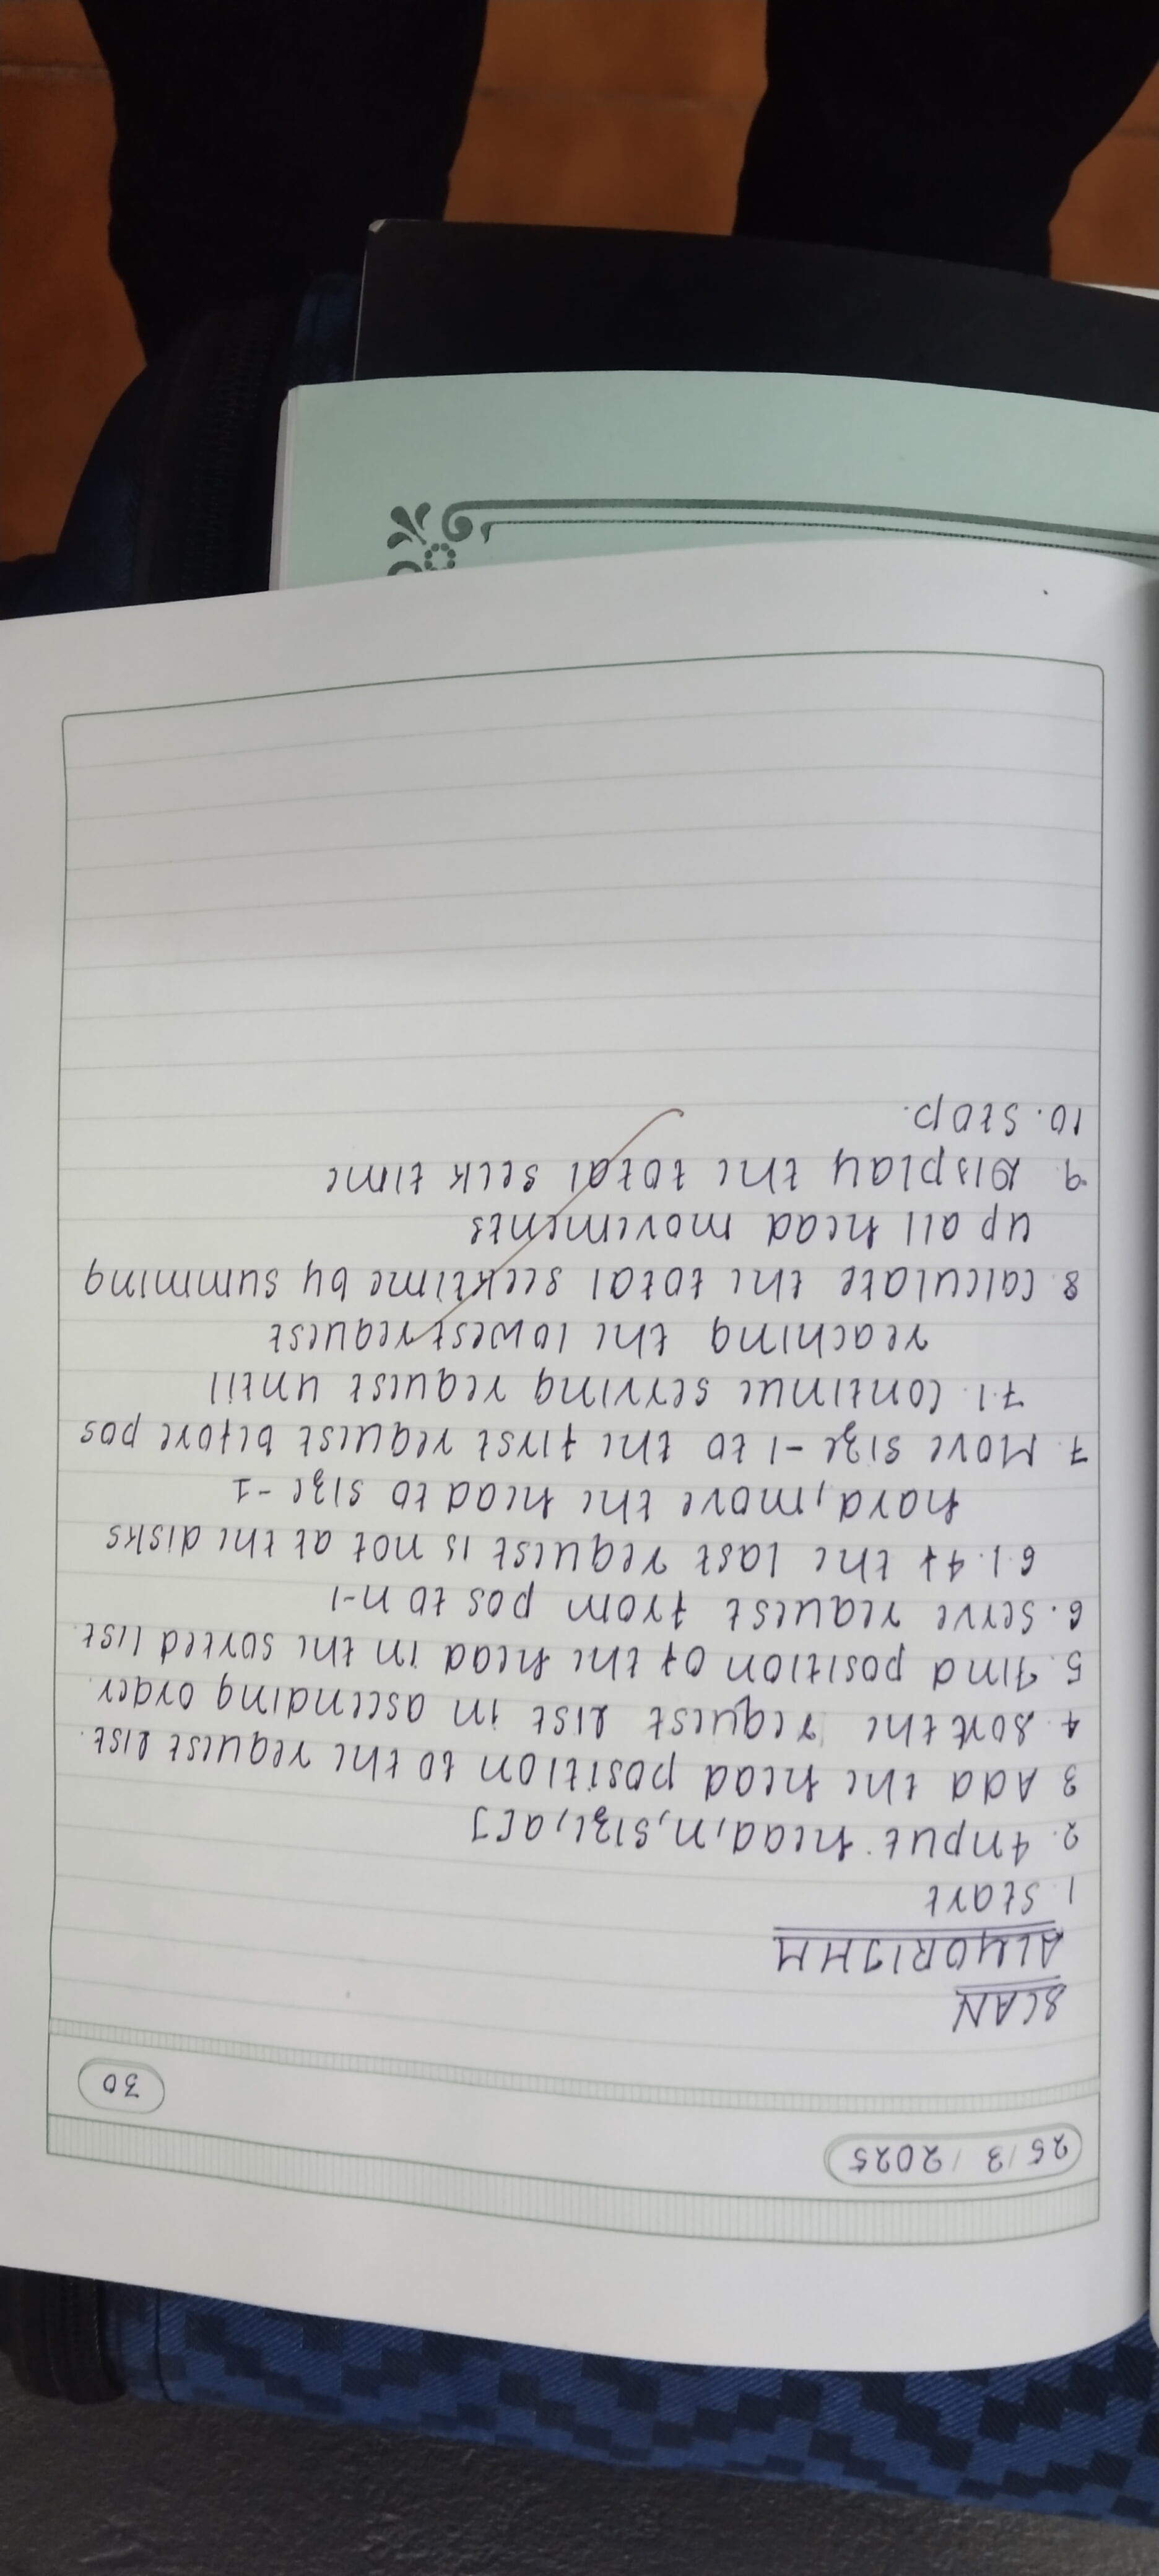 25/3/2025
30
SCAN
ALGORITHM
1. Start
2. Input head, n, size, a[]
3 Add the head position to the request list.
4. Sort the request list in ascending order.
5. Find position of the head in the sorted list.
6. Serve request from pos to n-1
6.1. If the last request is not at the disks
hard, move the head to size -1
7. Move size -1 to the first request before pos
7.1. Continue serving request until
reaching the lowest request
8. Calculate the total seek time by summing
up all head movements
9. Display the total seek time
10. Stop.